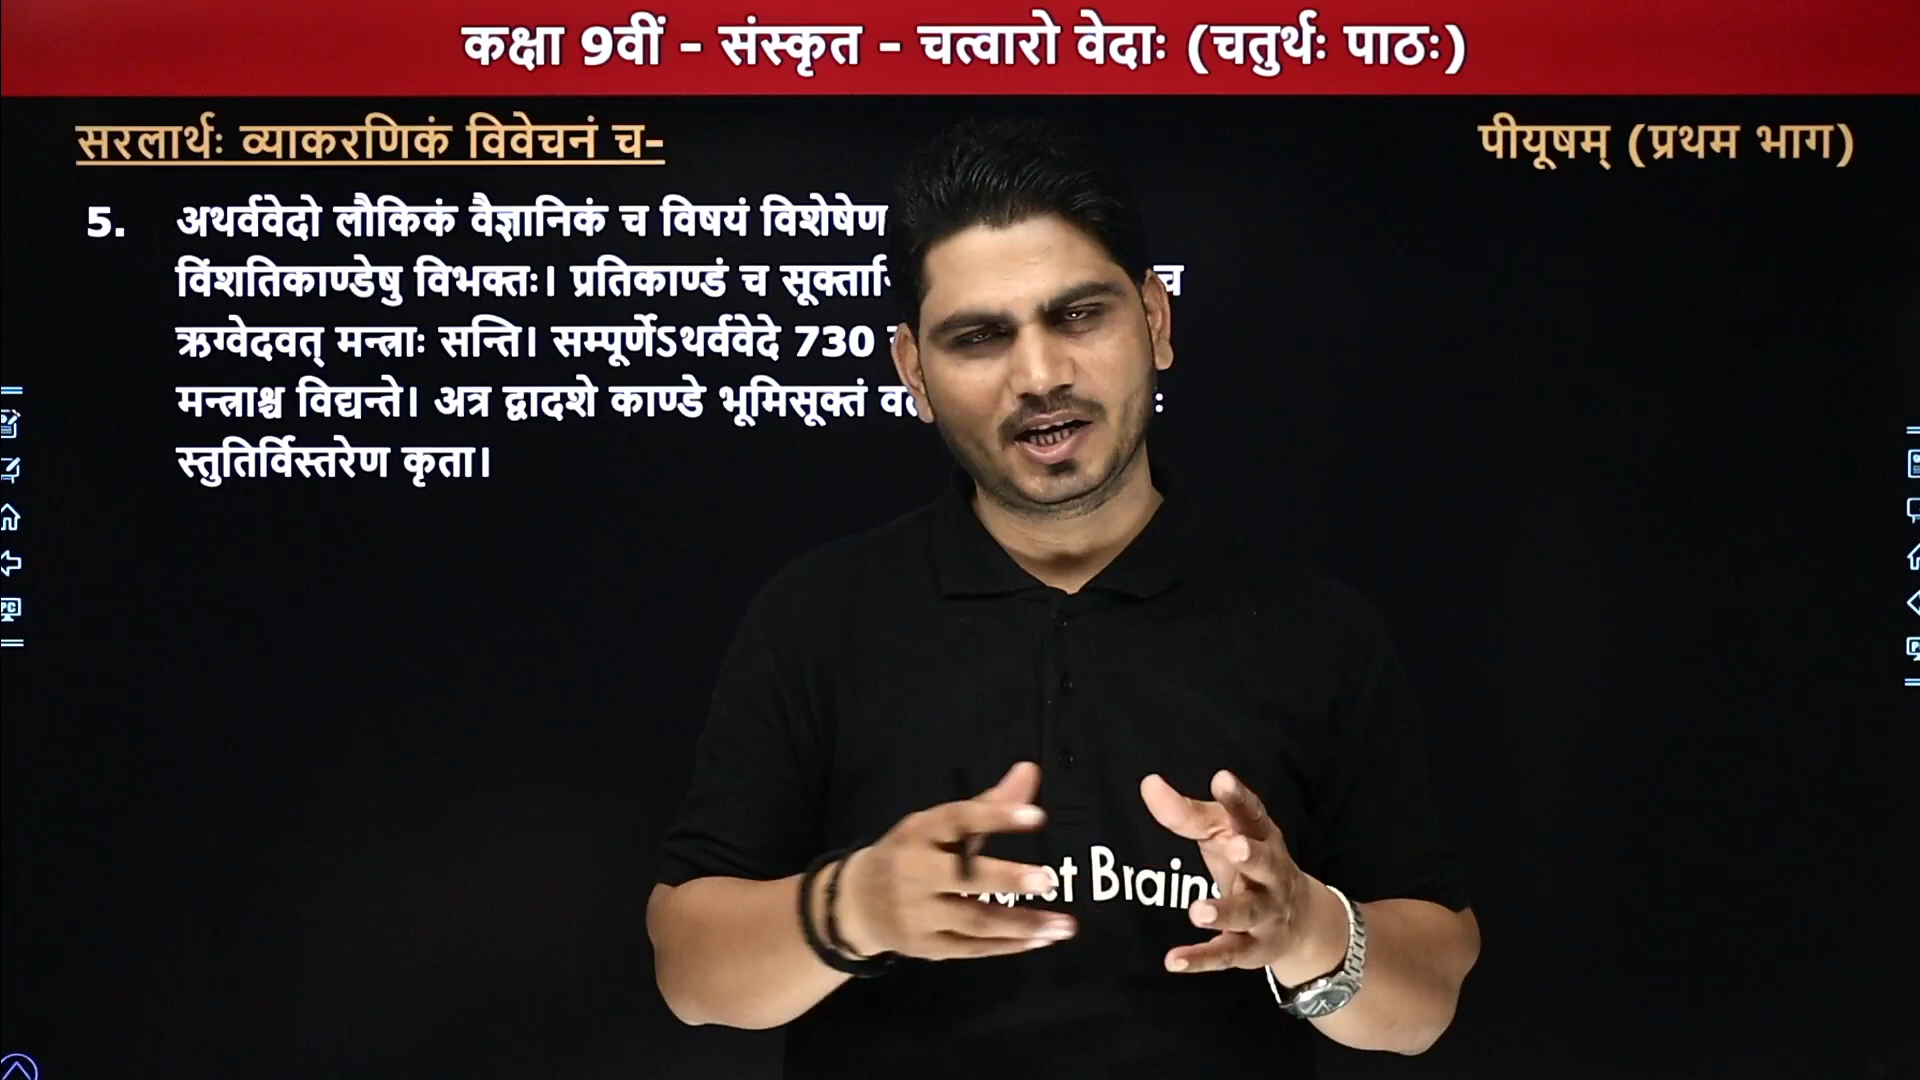 कक्षा 9वीं - संस्कृत - चत्वारो वेदाः (चतुर्थः पाठः)
सरलार्थः व्याकरणिकं विवेचनं च-
पीयूषम् (प्रथम भाग)
5. अथर्ववेदो लौकिकं वैज्ञानिकं च विषयं विशेषेण
विंशतिकाण्डेषु विभक्तः। प्रतिकाण्डं च च
ऋग्वेदवत् मन्त्राः सन्ति। सम्पूर्णेऽथर्ववेदे 730
मन्त्राश्च विद्यन्ते। अत्र द्वादशे काण्डे भूमिसूक्तं
स्तुतिर्विस्तरेण कृता।
Brains